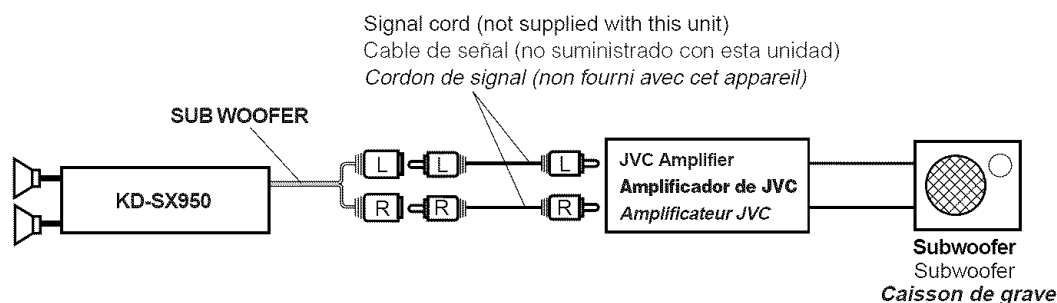 Signal cord (not supplied with this unit)
Cable de señal (no suministrado con esta unidad)
Cordon de signal (non fourni avec cet appareil)
SUB WOOFER
KD-SX950
L L L
R R R
JVC Amplifier
Amplificador de JVC
Amplificateur JVC
Subwoofer
Subwoofer
Caisson de grave